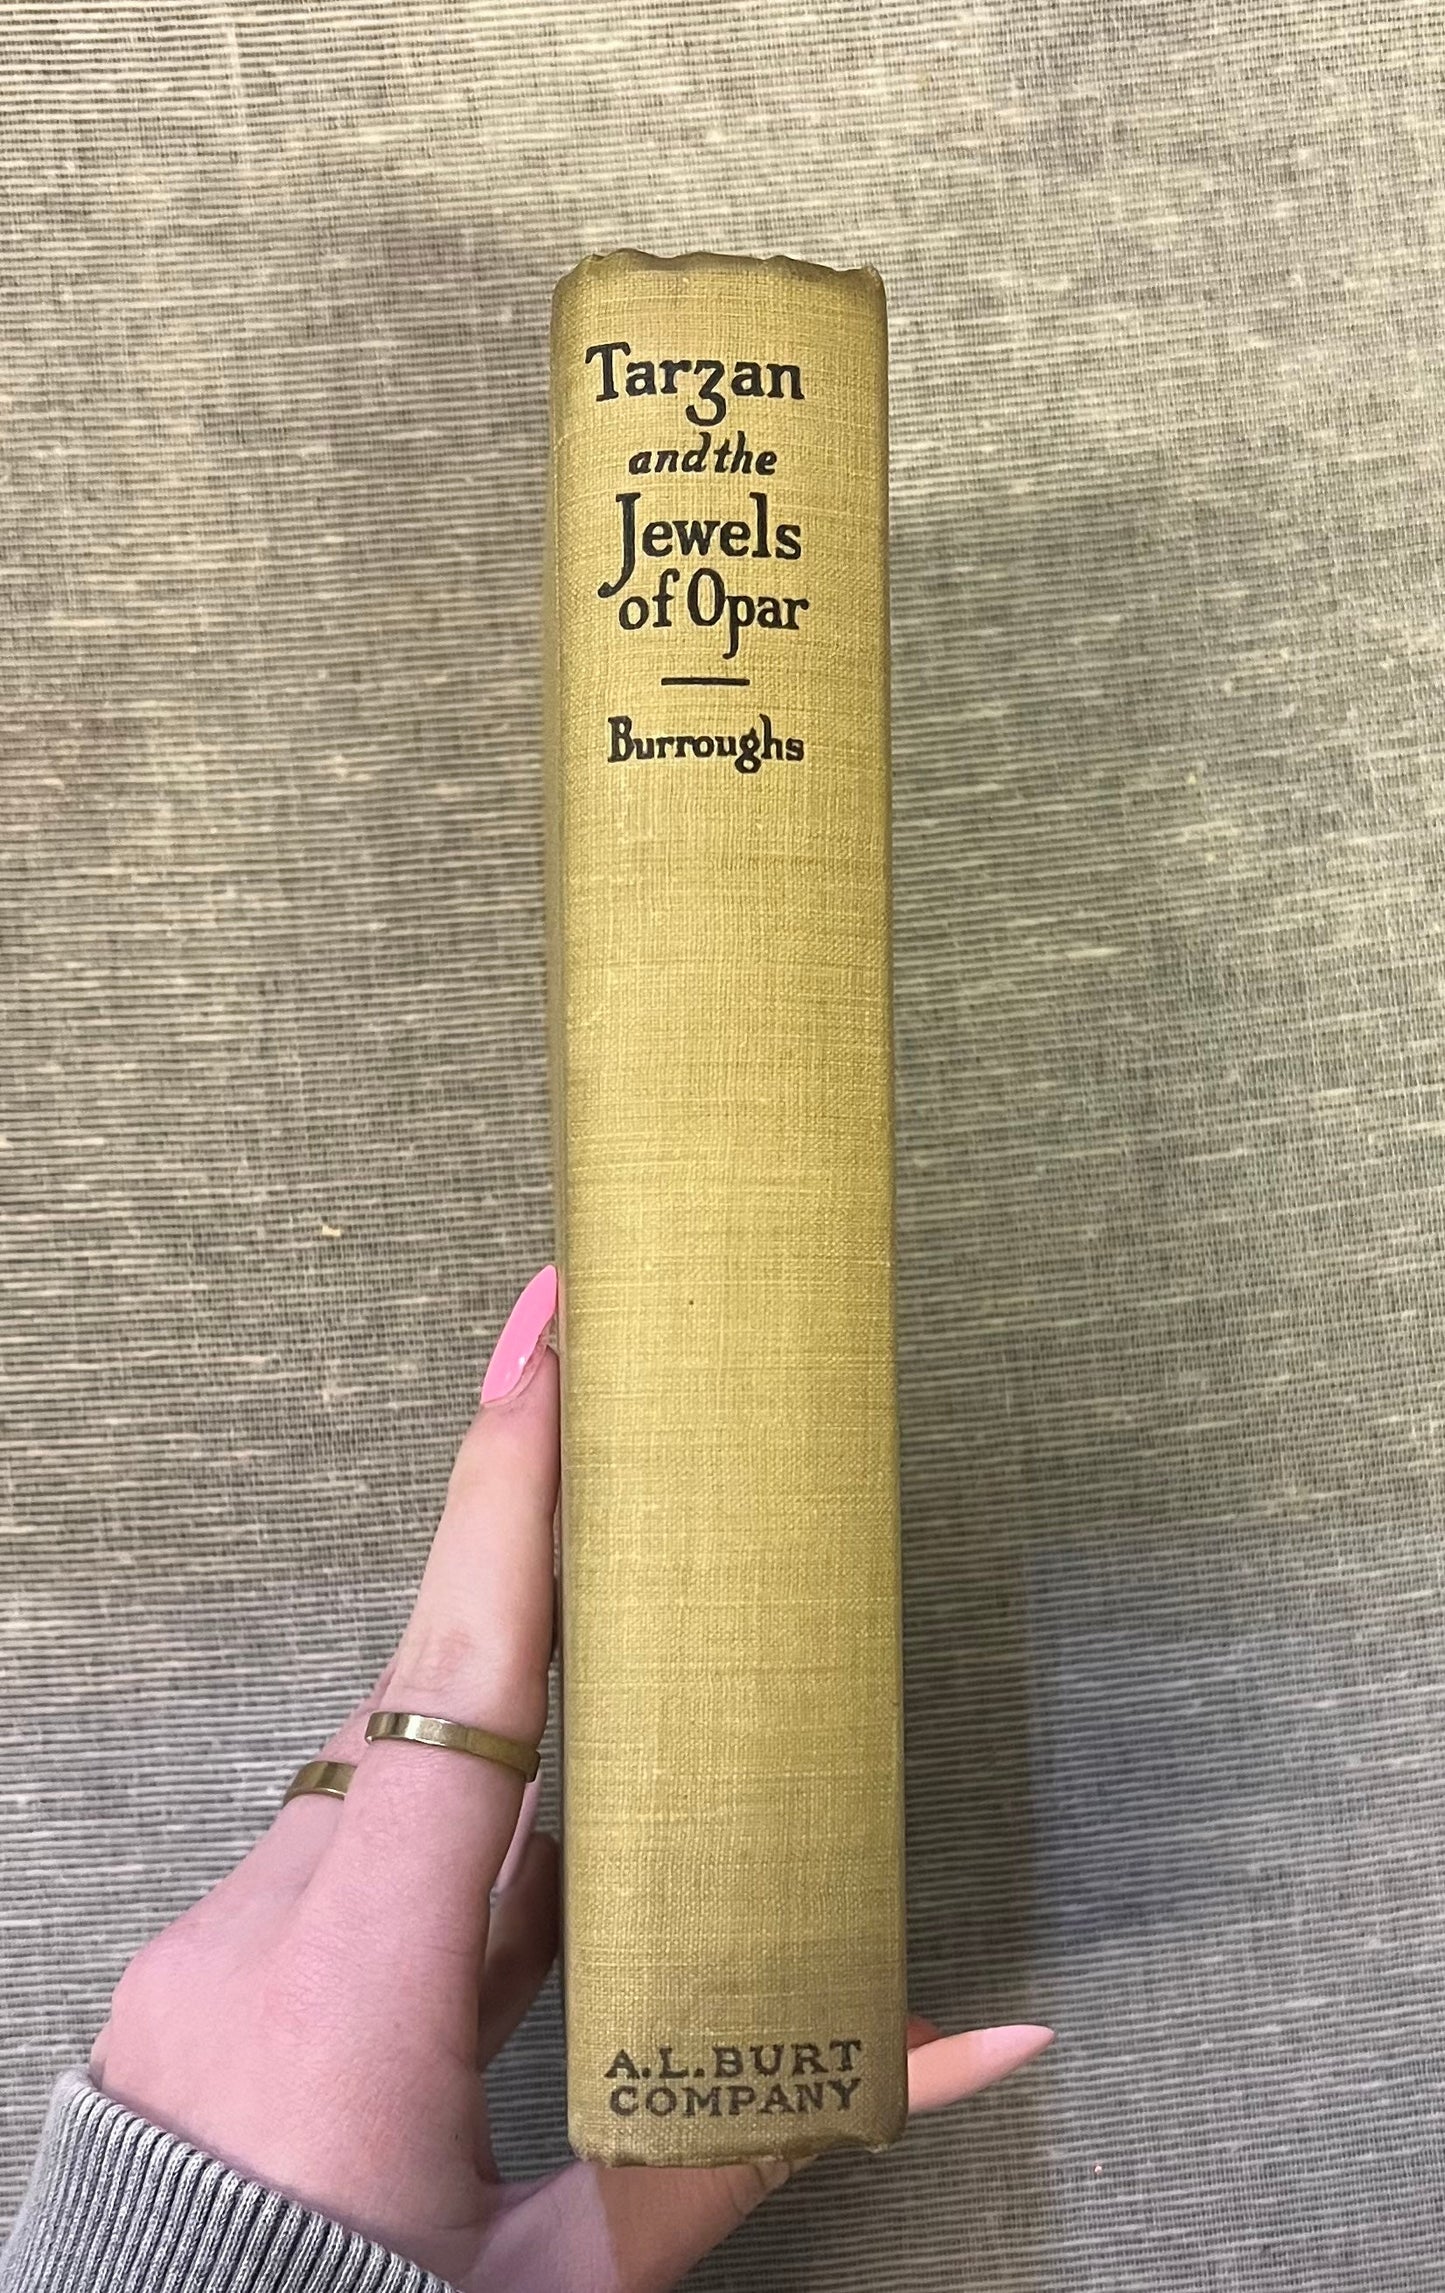 Tarzan
and the
Jewels
of Opar
Burroughs
A.L. BURT
COMPANY